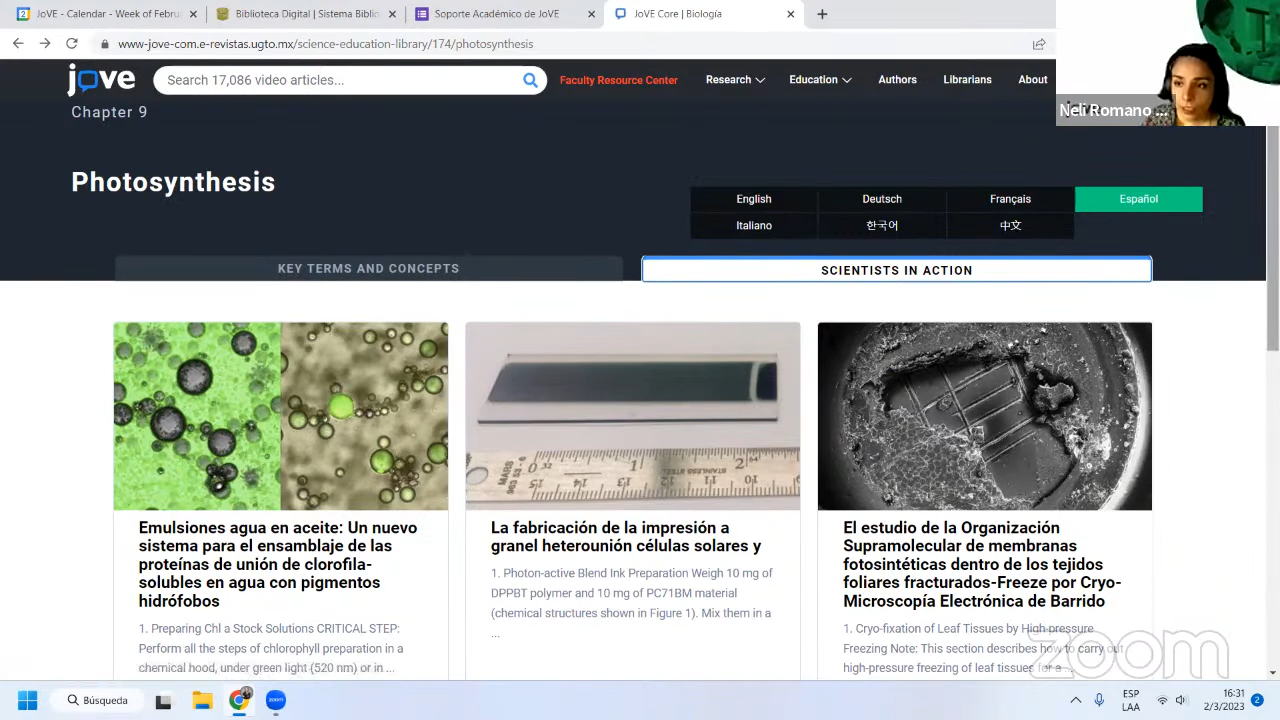 JoVE - Calendar - Week of Febru
Biblioteca Digital | Sistema Biblio
Soporte Académico de JoVE
JoVE Core | Biología
www-jove-com.e-revistas.ugto.mx/science-education-library/174/photosynthesis
jove
Search 17,086 video articles...
Faculty Resource Center
Research
Education
Authors
Librarians
About
Neli Romano ...
Chapter 9
Photosynthesis
English
Deutsch
Français
Español
Italiano
한국어
中文
KEY TERMS AND CONCEPTS
SCIENTISTS IN ACTION
Emulsiones agua en aceite: Un nuevo
sistema para el ensamblaje de las
proteínas de unión de clorofila-
solubles en agua con pigmentos
hidrófobos
1. Preparing Chl a Stock Solutions CRITICAL STEP:
Perform all the steps of chlorophyll preparation in a
chemical hood, under green light (520 nm) or in ...
La fabricación de la impresión a
granel heterounión células solares y
1. Photon-active Blend Ink Preparation Weigh 10 mg of
DPPBT polymer and 10 mg of PC71BM material
(chemical structures shown in Figure 1). Mix them in a
...
El estudio de la Organización
Supramolecular de membranas
fotosintéticas dentro de los tejidos
foliares fracturados-Freeze por Cryo-
Microscopía Electrónica de Barrido
1. Cryo-fixation of Leaf Tissues by High-pressure
Freezing Note: This section describes how to carry out
high-pressure freezing of leaf tissues for a ...
zoom
Búsqueda
zoom
ESP
LAA
16:31
2/3/2023
2